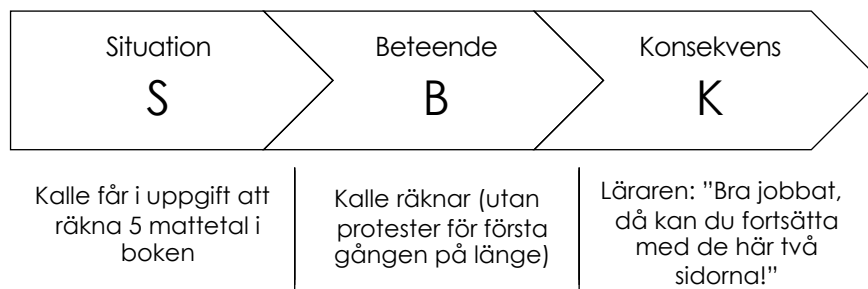 Situation
S
Beteende
B
Konsekvens
K
Kalle får i uppgift att
räkna 5 mattetal i
boken
Kalle räknar (utan
protester för första
gången på länge)
Läraren: ”Bra jobbat,
då kan du fortsätta
med de här två
sidorna!”